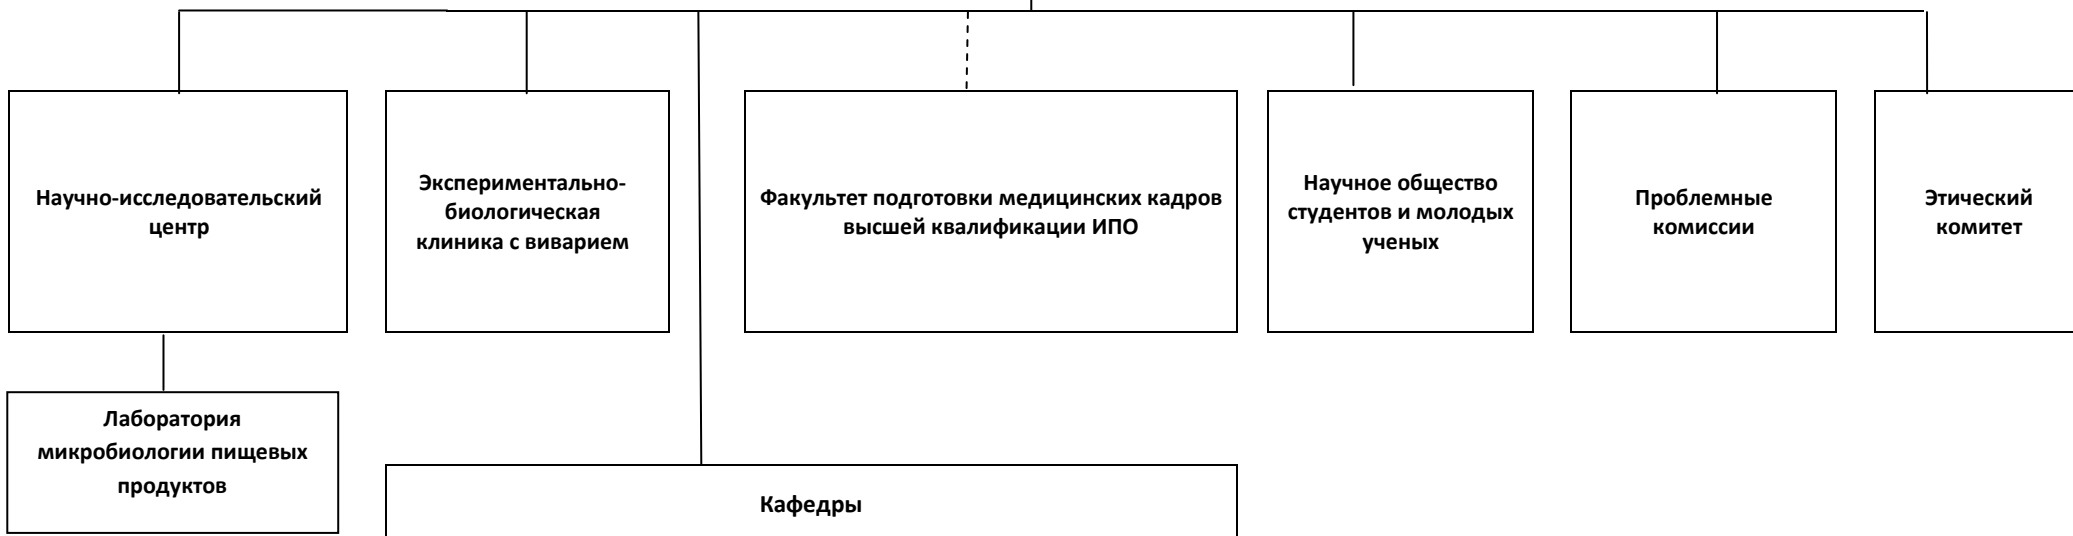 Научно-исследовательский
центр
Экспериментально-
биологическая
клиника с виварием
Факультет подготовки медицинских кадров
высшей квалификации ИПО
Научное общество
студентов и молодых
ученых
Проблемные
комиссии
Этический
комитет
Лаборатория
микробиологии пищевых
продуктов
Кафедры